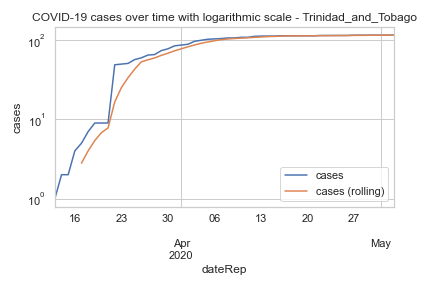 COVID-19 cases over time with logarithmic scale - Trinidad_and_Tobago
10²
10¹
10⁰
cases
cases
cases (rolling)
16 23 30 06 13 20 27
Apr May
2020
dateRep